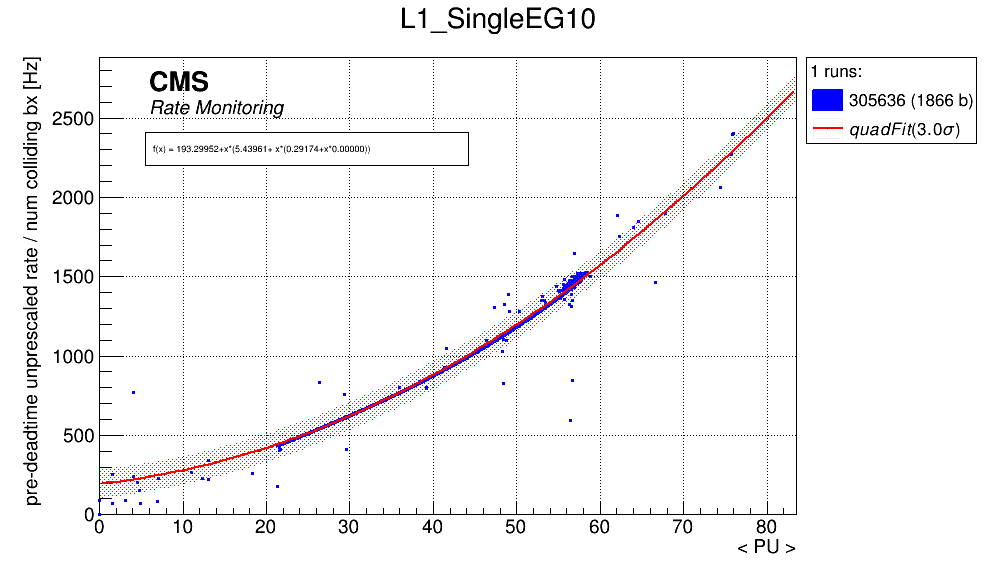 L1_SingleEG10
pre-deadtime unprescaled rate / num colliding bx [Hz]
CMS
Rate Monitoring
f(x) = 193.29952+x*(5.43961+ x*(0.29174+x*0.00000))
1 runs:
305636 (1866 b)
quadFit(3.0σ)
2500
2000
1500
1000
500
0
0 10 20 30 40 50 60 70 80
< PU >